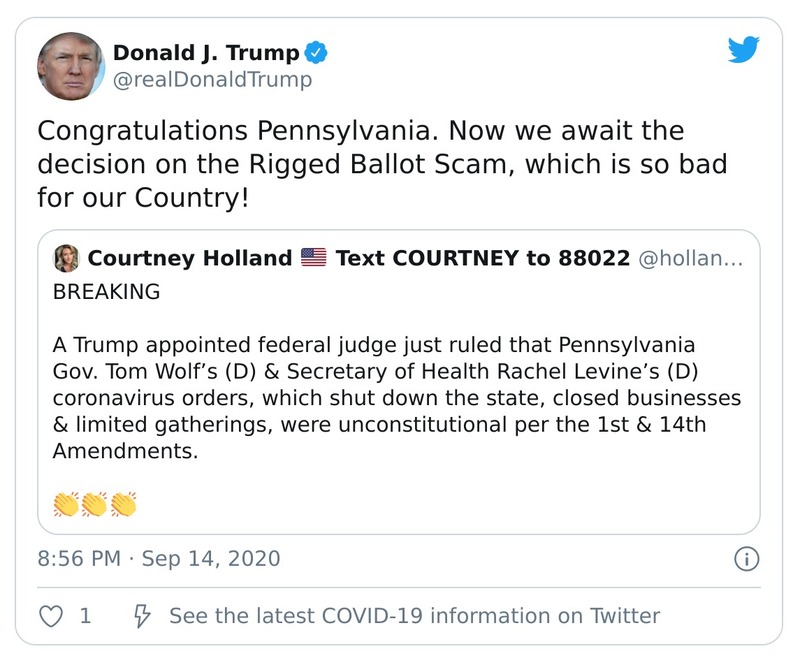 Donald J. Trump
@realDonaldTrump
Congratulations Pennsylvania. Now we await the
decision on the Rigged Ballot Scam, which is so bad
for our Country!
Courtney Holland 🇺🇸 Text COURTNEY to 88022 @hollan…
BREAKING
A Trump appointed federal judge just ruled that Pennsylvania
Gov. Tom Wolf’s (D) & Secretary of Health Rachel Levine’s (D)
coronavirus orders, which shut down the state, closed businesses
& limited gatherings, were unconstitutional per the 1st & 14th
Amendments.
👏👏👏
8:56 PM · Sep 14, 2020
1 See the latest COVID-19 information on Twitter